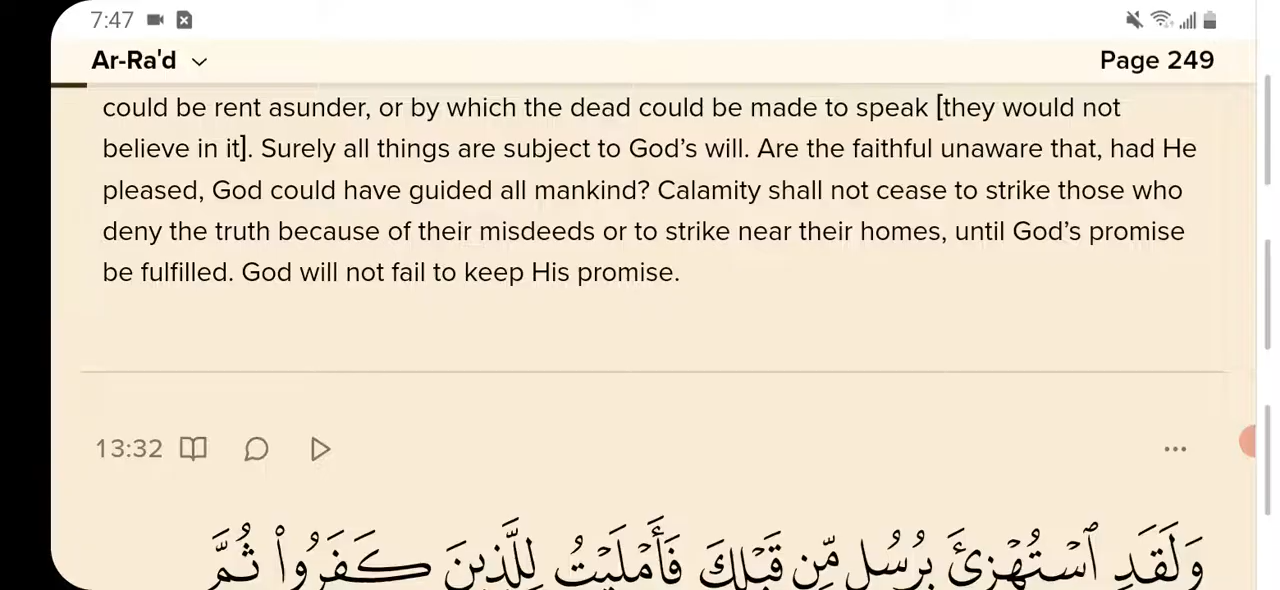 7:47
Ar-Ra'd
Page 249
could be rent asunder, or by which the dead could be made to speak [they would not
believe in it]. Surely all things are subject to God’s will. Are the faithful unaware that, had He
pleased, God could have guided all mankind? Calamity shall not cease to strike those who
deny the truth because of their misdeeds or to strike near their homes, until God’s promise
be fulfilled. God will not fail to keep His promise.
13:32
وَلَقَدِ ٱسْتُهْزِئَ بِرُسُلٍ مِّن قَبْلِكَ فَأَمْلَيْتُ لِلَّذِينَ كَفَرُوا۟ ثُمَّ